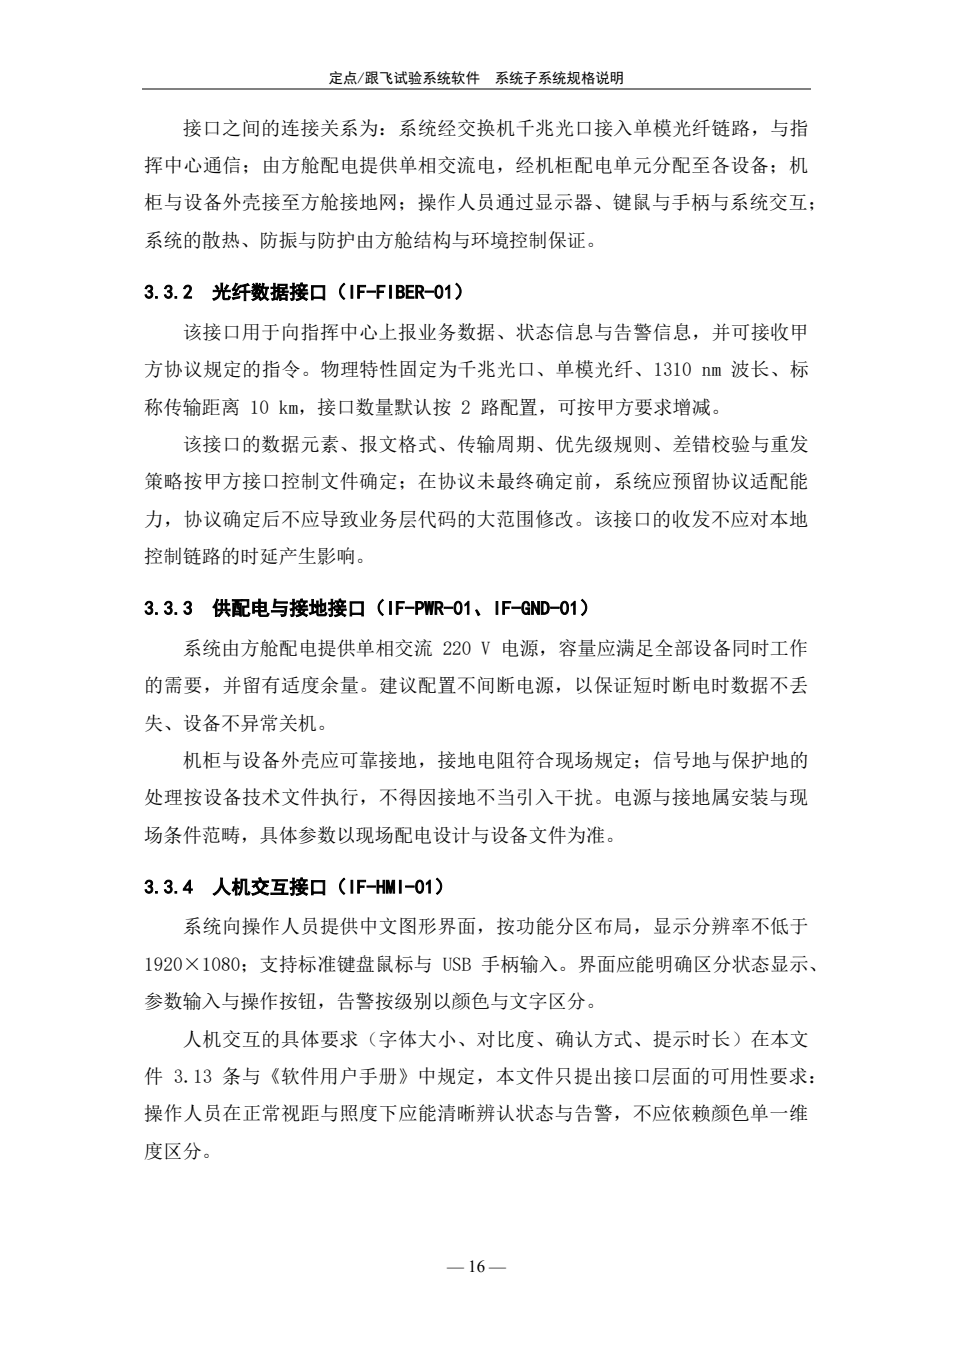 定点/跟飞试验系统软件　系统子系统规格说明
接口之间的连接关系为：系统经交换机千兆光口接入单模光纤链路，与指
挥中心通信；由方舱配电提供单相交流电，经机柜配电单元分配至各设备；机
柜与设备外壳接至方舱接地网；操作人员通过显示器、键鼠与手柄与系统交互；
系统的散热、防振与防护由方舱结构与环境控制保证。
3.3.2　光纤数据接口（IF-FIBER-01）
该接口用于向指挥中心上报业务数据、状态信息与告警信息，并可接收甲
方协议规定的指令。物理特性固定为千兆光口、单模光纤、1310 nm 波长、标
称传输距离 10 km，接口数量默认按 2 路配置，可按甲方要求增减。
该接口的数据元素、报文格式、传输周期、优先级规则、差错校验与重发
策略按甲方接口控制文件确定；在协议未最终确定前，系统应预留协议适配能
力，协议确定后不应导致业务层代码的大范围修改。该接口的收发不应对本地
控制链路的时延产生影响。
3.3.3　供配电与接地接口（IF-PWR-01、IF-GND-01）
系统由方舱配电提供单相交流 220 V 电源，容量应满足全部设备同时工作
的需要，并留有适度余量。建议配置不间断电源，以保证短时断电时数据不丢
失、设备不异常关机。
机柜与设备外壳应可靠接地，接地电阻符合现场规定；信号地与保护地的
处理按设备技术文件执行，不得因接地不当引入干扰。电源与接地属安装与现
场条件范畴，具体参数以现场配电设计与设备文件为准。
3.3.4　人机交互接口（IF-HMI-01）
系统向操作人员提供中文图形界面，按功能分区布局，显示分辨率不低于
1920×1080；支持标准键盘鼠标与 USB 手柄输入。界面应能明确区分状态显示、
参数输入与操作按钮，告警按级别以颜色与文字区分。
人机交互的具体要求（字体大小、对比度、确认方式、提示时长）在本文
件 3.13 条与《软件用户手册》中规定，本文件只提出接口层面的可用性要求：
操作人员在正常视距与照度下应能清晰辨认状态与告警，不应依赖颜色单一维
度区分。
— 16 —